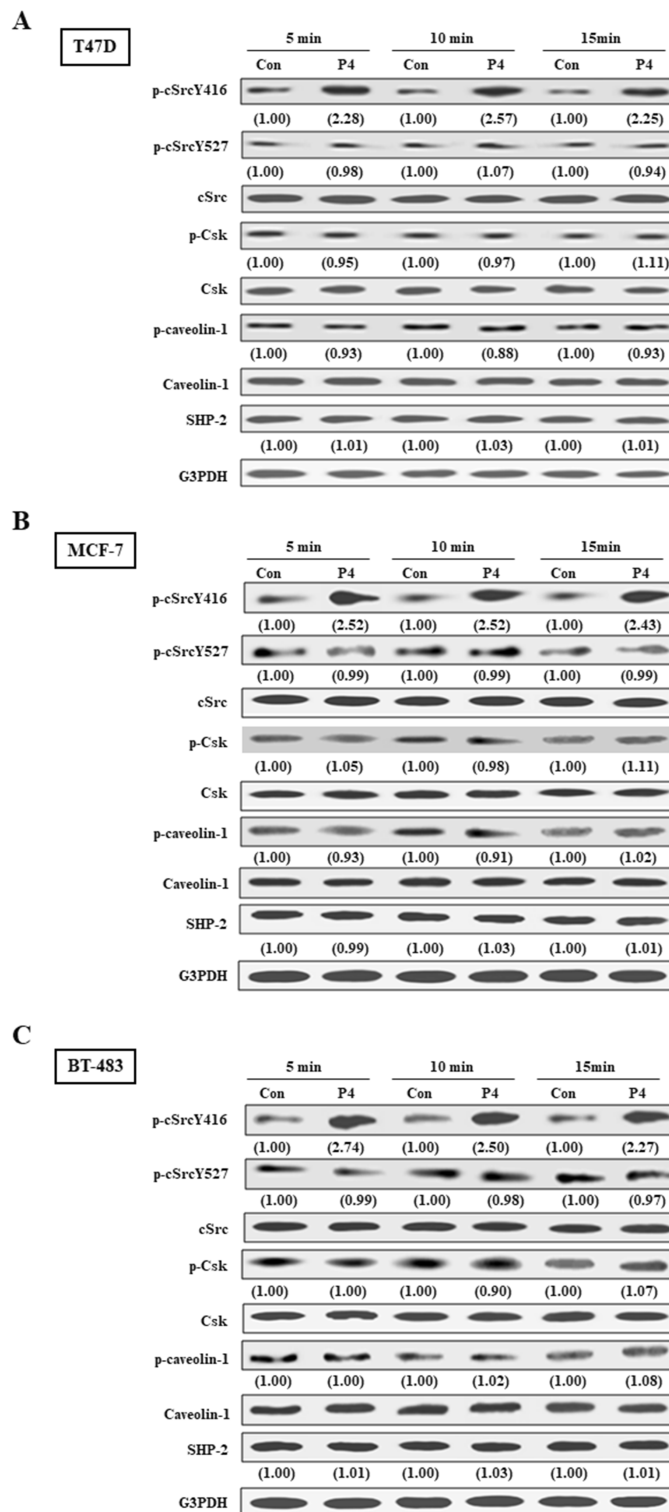 A
T47D
5 min 10 min 15min
Con P4 Con P4 Con P4
p-cSrcY416
(1.00) (2.28) (1.00) (2.57) (1.00) (2.25)
p-cSrcY527
(1.00) (0.98) (1.00) (1.07) (1.00) (0.94)
cSrc
p-Csk
(1.00) (0.95) (1.00) (0.97) (1.00) (1.11)
Csk
p-caveolin-1
(1.00) (0.93) (1.00) (0.88) (1.00) (0.93)
Caveolin-1
SHP-2
(1.00) (1.01) (1.00) (1.03) (1.00) (1.01)
G3PDH
B
MCF-7
5 min 10 min 15min
Con P4 Con P4 Con P4
p-cSrcY416
(1.00) (2.52) (1.00) (2.52) (1.00) (2.43)
p-cSrcY527
(1.00) (0.99) (1.00) (0.99) (1.00) (0.99)
cSrc
p-Csk
(1.00) (1.05) (1.00) (0.98) (1.00) (1.11)
Csk
p-caveolin-1
(1.00) (0.93) (1.00) (0.91) (1.00) (1.02)
Caveolin-1
SHP-2
(1.00) (0.99) (1.00) (1.03) (1.00) (1.01)
G3PDH
C
BT-483
5 min 10 min 15min
Con P4 Con P4 Con P4
p-cSrcY416
(1.00) (2.74) (1.00) (2.50) (1.00) (2.27)
p-cSrcY527
(1.00) (0.99) (1.00) (0.98) (1.00) (0.97)
cSrc
p-Csk
(1.00) (1.00) (1.00) (0.90) (1.00) (1.07)
Csk
p-caveolin-1
(1.00) (1.00) (1.00) (1.02) (1.00) (1.08)
Caveolin-1
SHP-2
(1.00) (1.01) (1.00) (1.03) (1.00) (1.01)
G3PDH